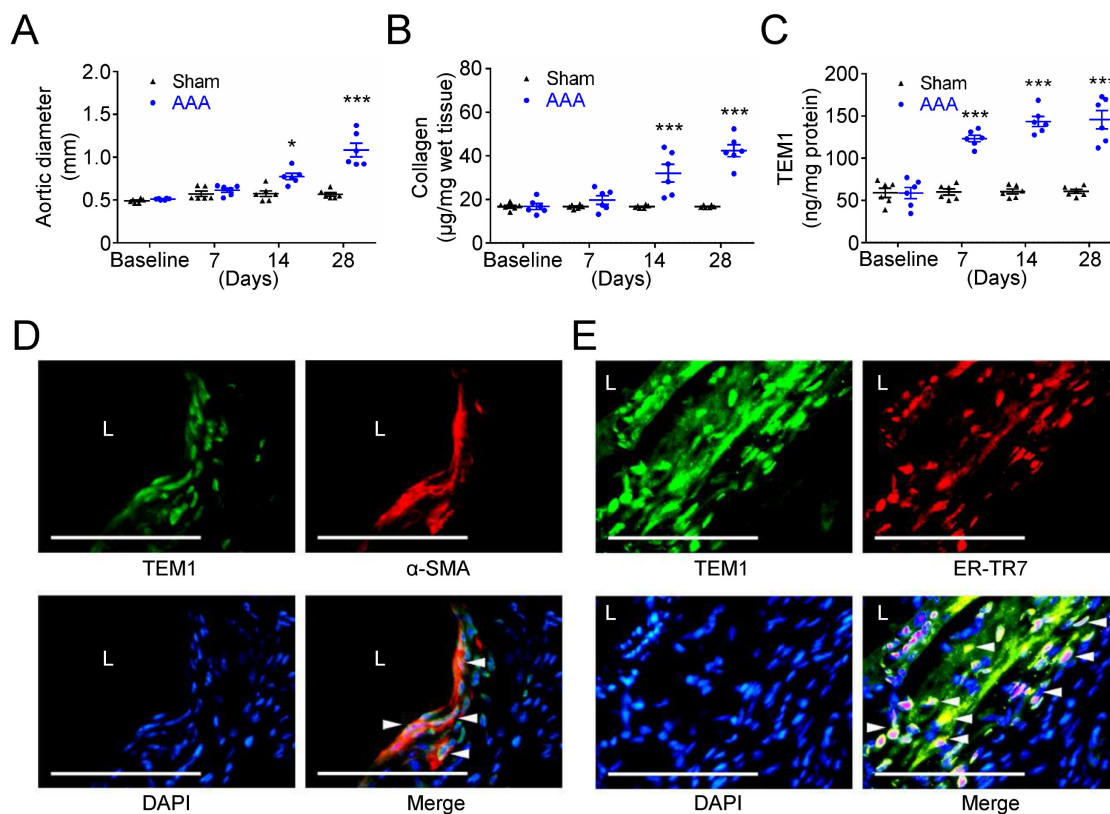 A
Aortic diameter
(mm)
2.0
1.5
1.0
0.5
0
Sham
AAA
*
***
Baseline 7 14 28
(Days)
B
Collagen
(µg/mg wet tissue)
80
60
40
20
0
Sham
AAA
***
***
Baseline 7 14 28
(Days)
C
TEM1
(ng/mg protein)
200
150
100
50
0
Sham
AAA
***
***
***
Baseline 7 14 28
(Days)
D
L
TEM1
L
α-SMA
L
DAPI
L
Merge
E
L
TEM1
L
ER-TR7
L
DAPI
L
Merge